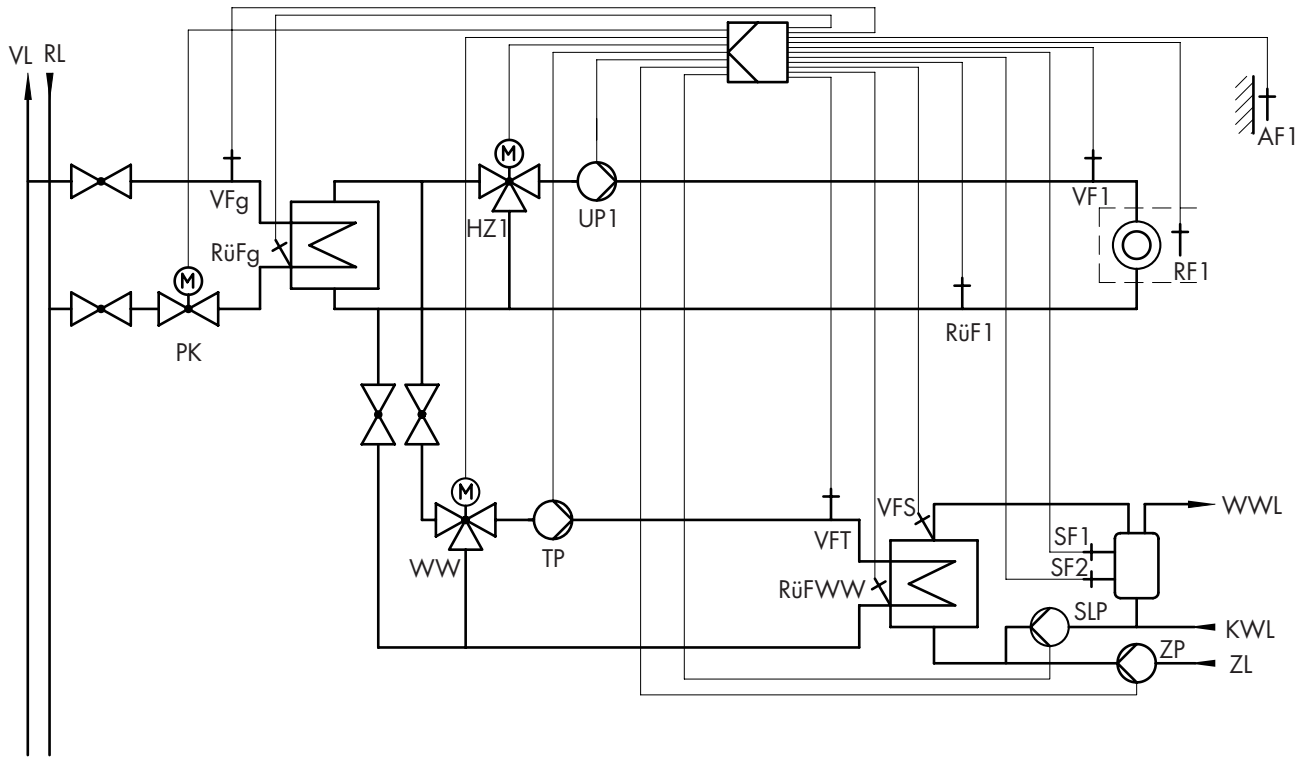 VL RL
AF1
M
VFg
HZ1
UP1
VF1
RüFg
RF1
M
PK
RüF1
M
WW
TP
VFT
VFS
WWL
SF1
SF2
RüFWW
SLP
KWL
ZP
ZL